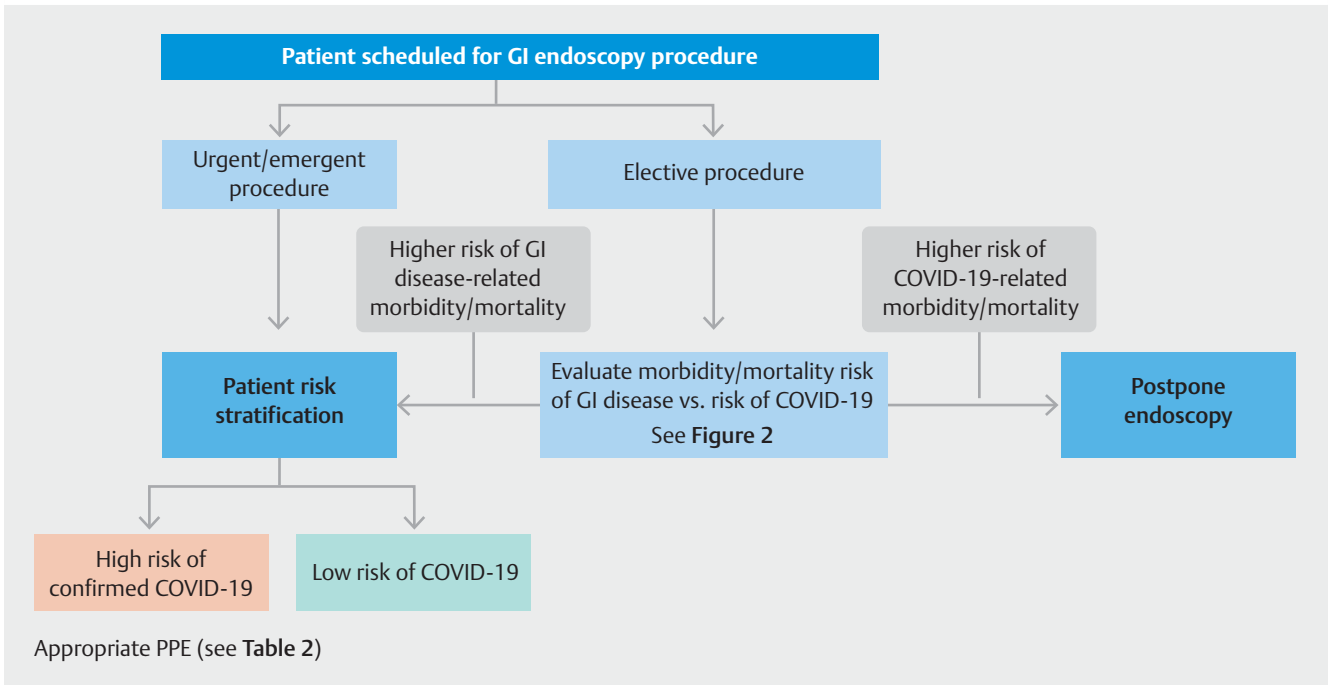 Patient scheduled for GI endoscopy procedure
Urgent/emergent
procedure
Elective procedure
Higher risk of GI
disease-related
morbidity/mortality
Higher risk of
COVID-19-related
morbidity/mortality
Patient risk
stratification
Evaluate morbidity/mortality risk
of GI disease vs. risk of COVID-19
See Figure 2
Postpone
endoscopy
High risk of
confirmed COVID-19
Low risk of COVID-19
Appropriate PPE (see Table 2)